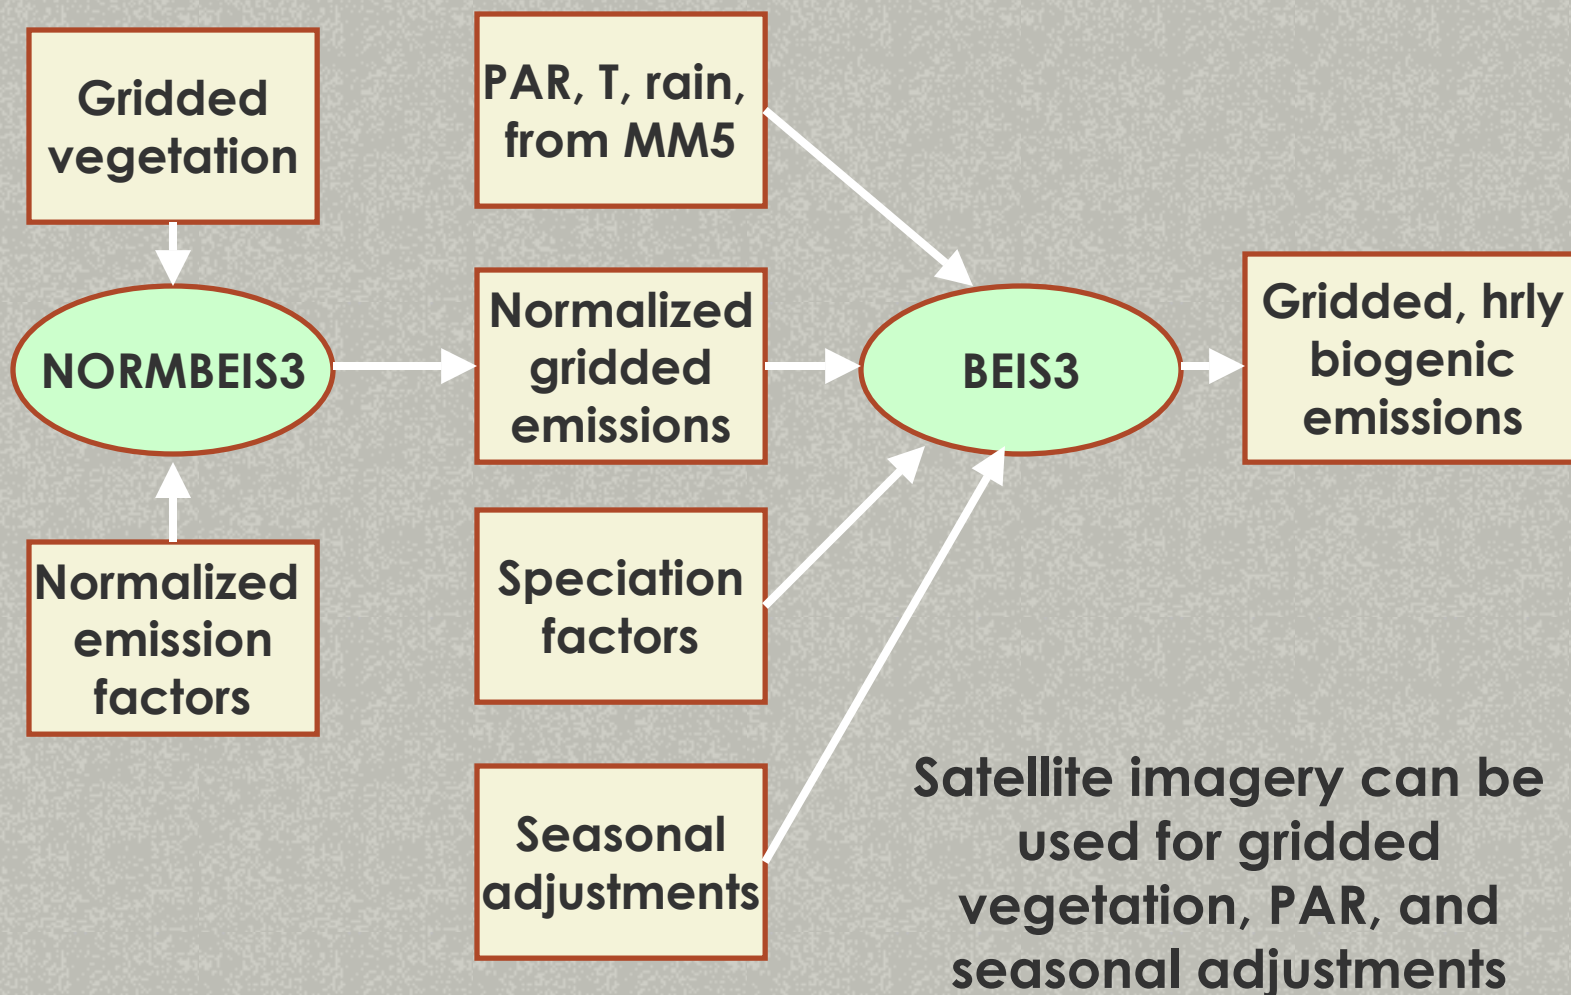 Gridded
vegetation
PAR, T, rain,
from MM5
NORMBEIS3
Normalized
gridded
emissions
BEIS3
Gridded, hrly
biogenic
emissions
Normalized
emission
factors
Speciation
factors
Seasonal
adjustments
Satellite imagery can be
used for gridded
vegetation, PAR, and
seasonal adjustments